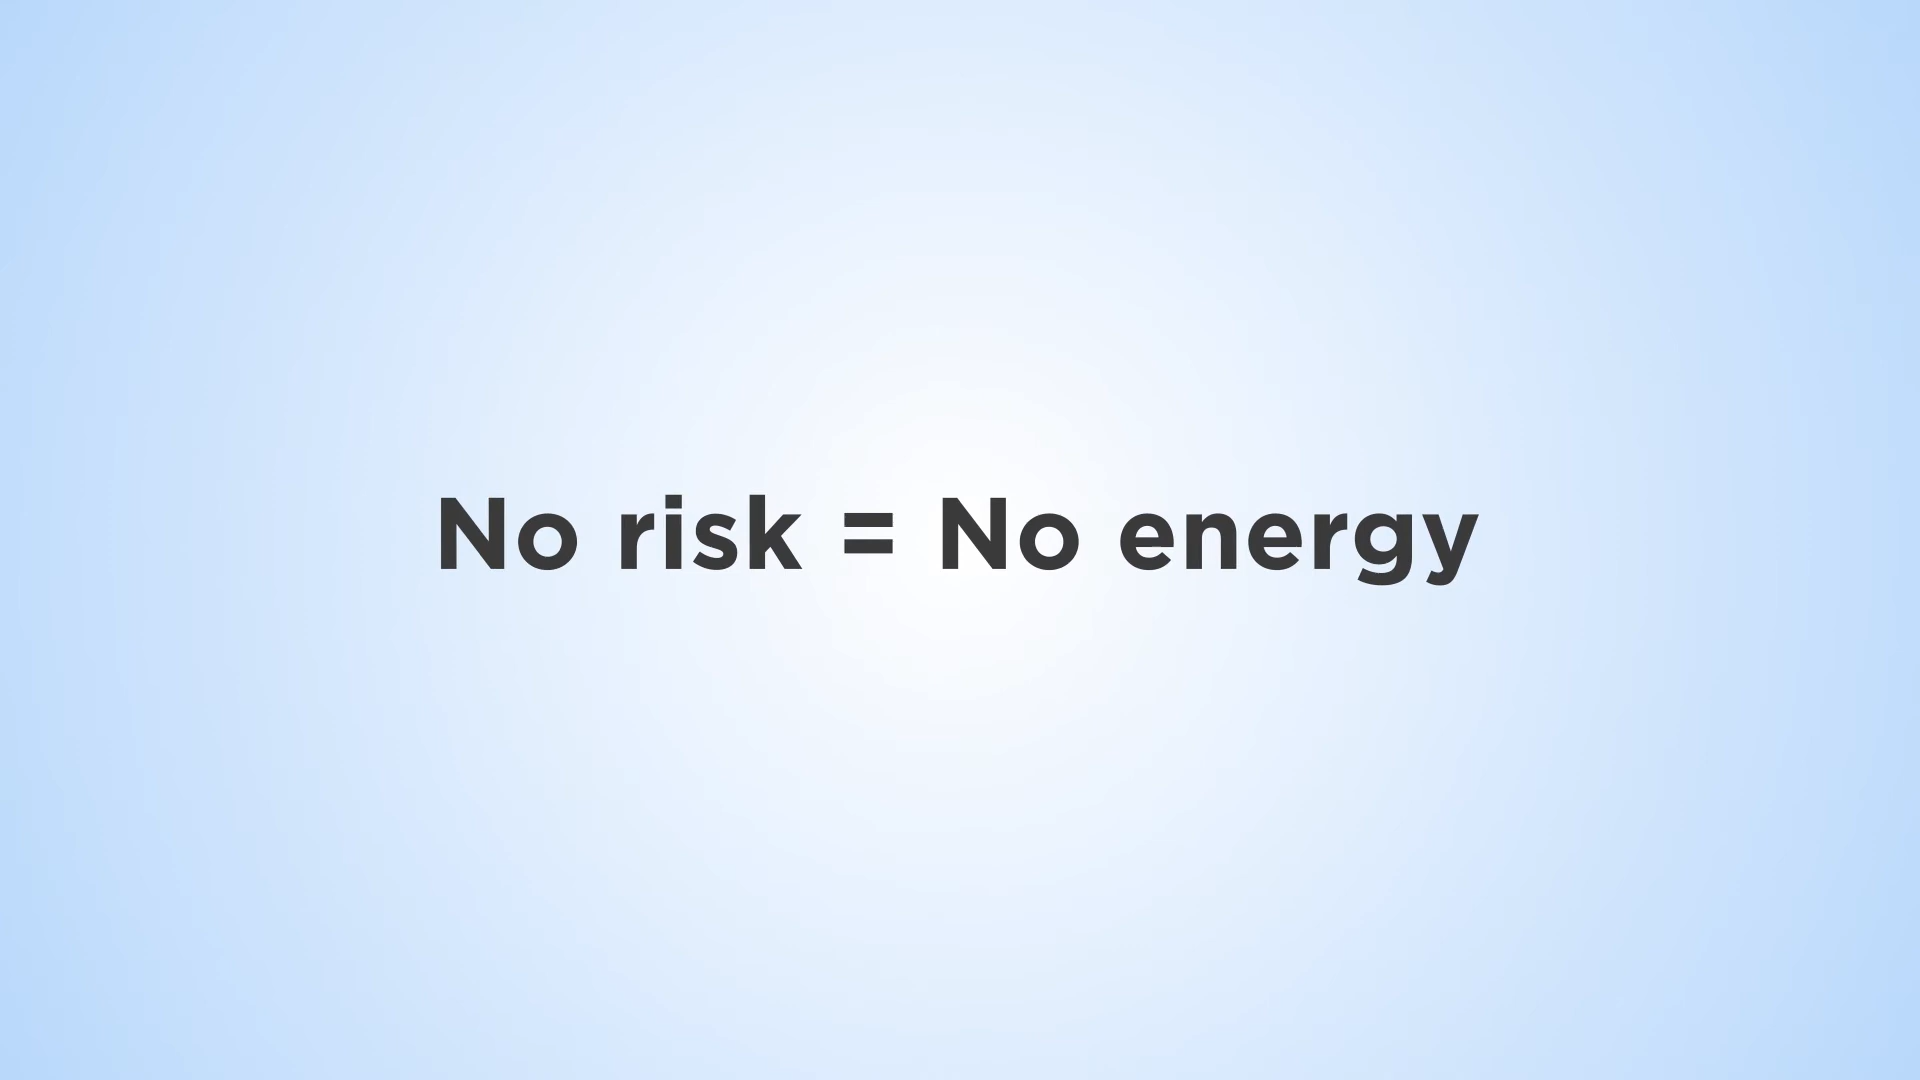 No risk = No energy